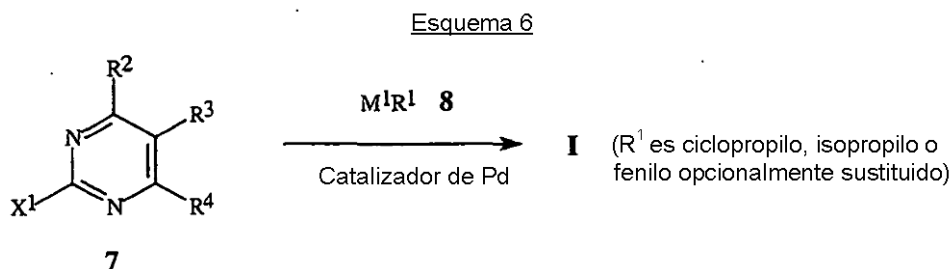 Esquema 6
R²
M¹R¹ 8
R³
N
I (R¹ es ciclopropilo, isopropilo o
fenilo opcionalmente sustituido)
Catalizador de Pd
X¹
N
R⁴
7